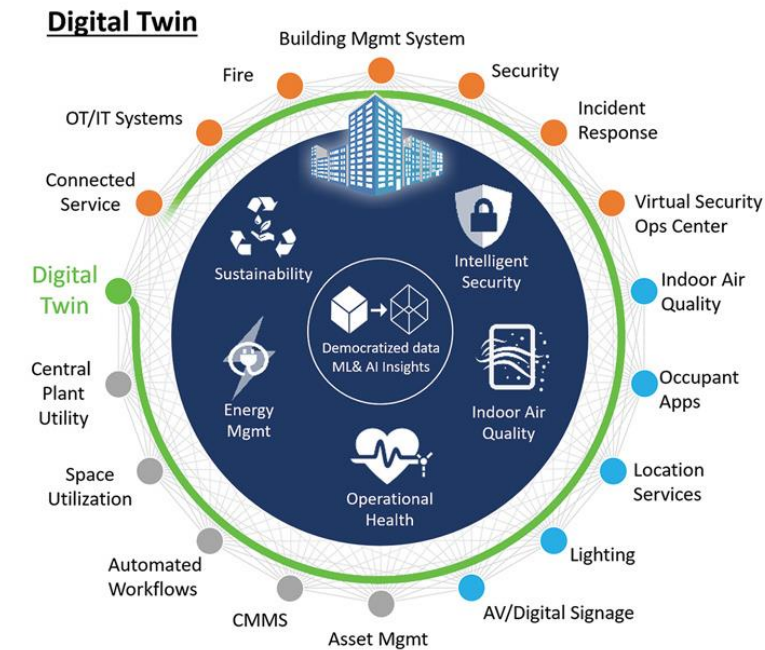 Digital Twin
Building Mgmt System
Fire
Security
OT/IT Systems
Incident
Response
Connected
Service
Virtual Security
Ops Center
Sustainability
Intelligent
Security
Digital
Twin
Indoor Air
Quality
Democratized data
ML& AI Insights
Central
Plant
Utility
Occupant
Apps
Energy
Mgmt
Indoor Air
Quality
Space
Utilization
Location
Services
Operational
Health
Automated
Workflows
Lighting
CMMS
AV/Digital Signage
Asset Mgmt